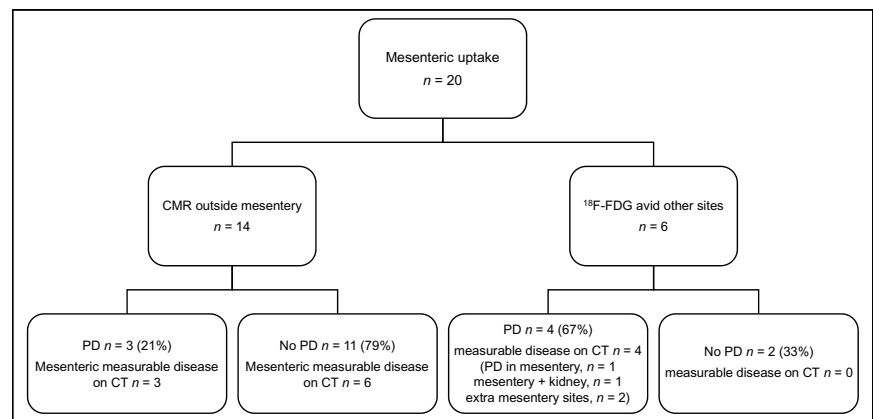 Mesenteric uptake
n = 20
CMR outside mesentery
n = 14
¹⁸F-FDG avid other sites
n = 6
PD n = 3 (21%)
Mesenteric measurable disease
on CT n = 3
No PD n = 11 (79%)
Mesenteric measurable disease
on CT n = 6
PD n = 4 (67%)
measurable disease on CT n = 4
(PD in mesentery, n = 1
mesentery + kidney, n = 1
extra mesentery sites, n = 2)
No PD n = 2 (33%)
measurable disease on CT n = 0